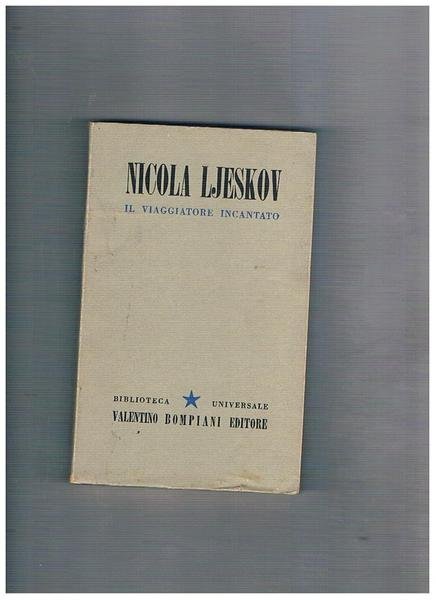 NICOLA LJESKOV
IL VIAGGIATORE INCANTATO
BIBLIOTECA ★ UNIVERSALE
VALENTINO BOMPIANI EDITORE